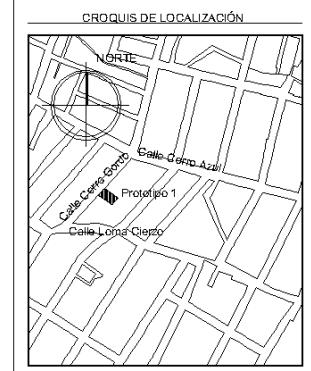 CROQUIS DE LOCALIZACIÓN
NORTE
Calle Cerro Azul
Calle Cerro Gordo
Prototipo 1
Calle Loma Cierzo